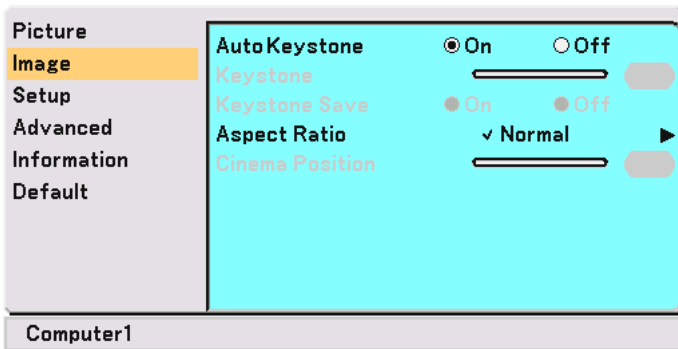 Picture
Image
Setup
Advanced
Information
Default
Auto Keystone On Off
Keystone
Keystone Save On Off
Aspect Ratio ✓ Normal
Cinema Position
Computer1